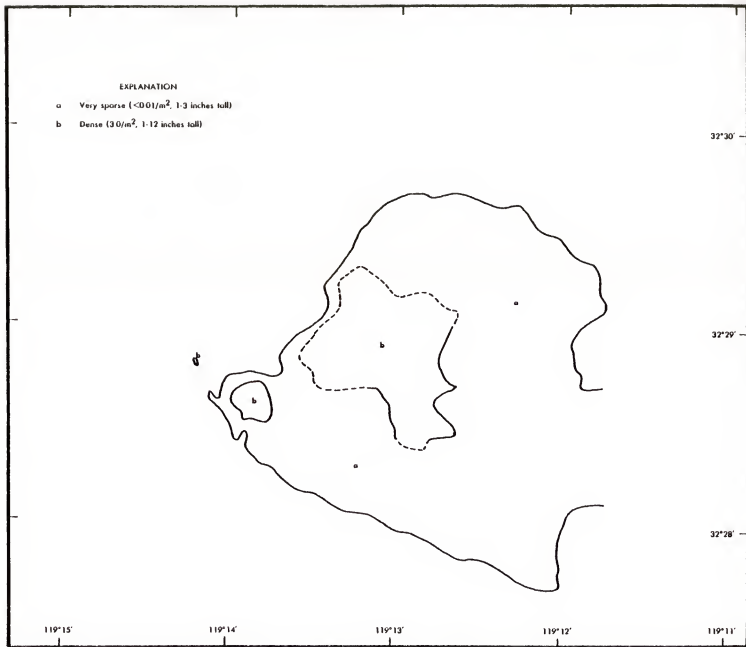 EXPLANATION
a Very sparse (<0.01/m², 1-3 inches tall)
b Dense (3.0/m², 1-12 inches tall)
32°30'
a
32°29'
b
b
a
32°28'
119°15' 119°14' 119°13' 119°12' 119°11'